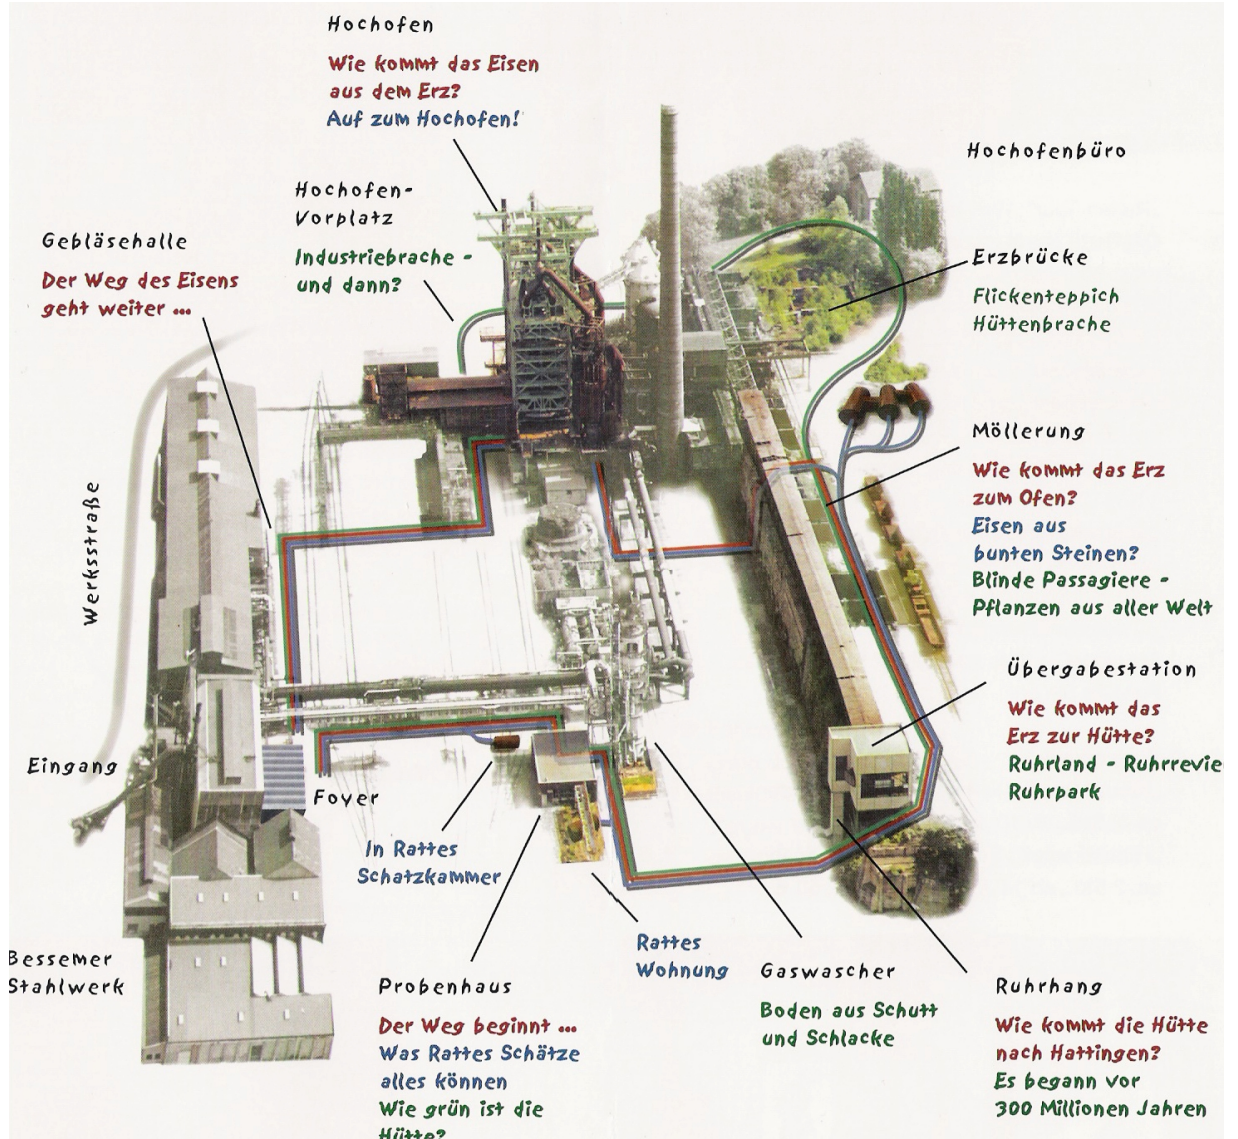 Hochofen
Wie kommt das Eisen
aus dem Erz?
Auf zum Hochofen!
Hochofenbüro
Hochofen-
Vorplatz
Industriebrache -
und dann?
Gebläsehalle
Der Weg des Eisens
geht weiter ...
Erzbrücke
Flickenteppich
Hüttenbrache
Möllerung
Wie kommt das Erz
zum Ofen?
Eisen aus
bunten Steinen?
Blinde Passagiere -
Pflanzen aus aller Welt
Werksstraße
Übergabestation
Wie kommt das
Erz zur Hütte?
Ruhrland - Ruhrrevie
Ruhrpark
Eingang
Foyer
In Rattes
Schatzkammer
Rattes
Wohnung
Bessemer
Stahlwerk
Probenhaus
Der Weg beginnt ...
Was Rattes Schätze
alles können
Wie grün ist die
Hütte?
Gaswascher
Boden aus Schutt
und Schlacke
Ruhrhang
Wie kommt die Hütte
nach Hattingen?
Es begann vor
300 Millionen Jahren